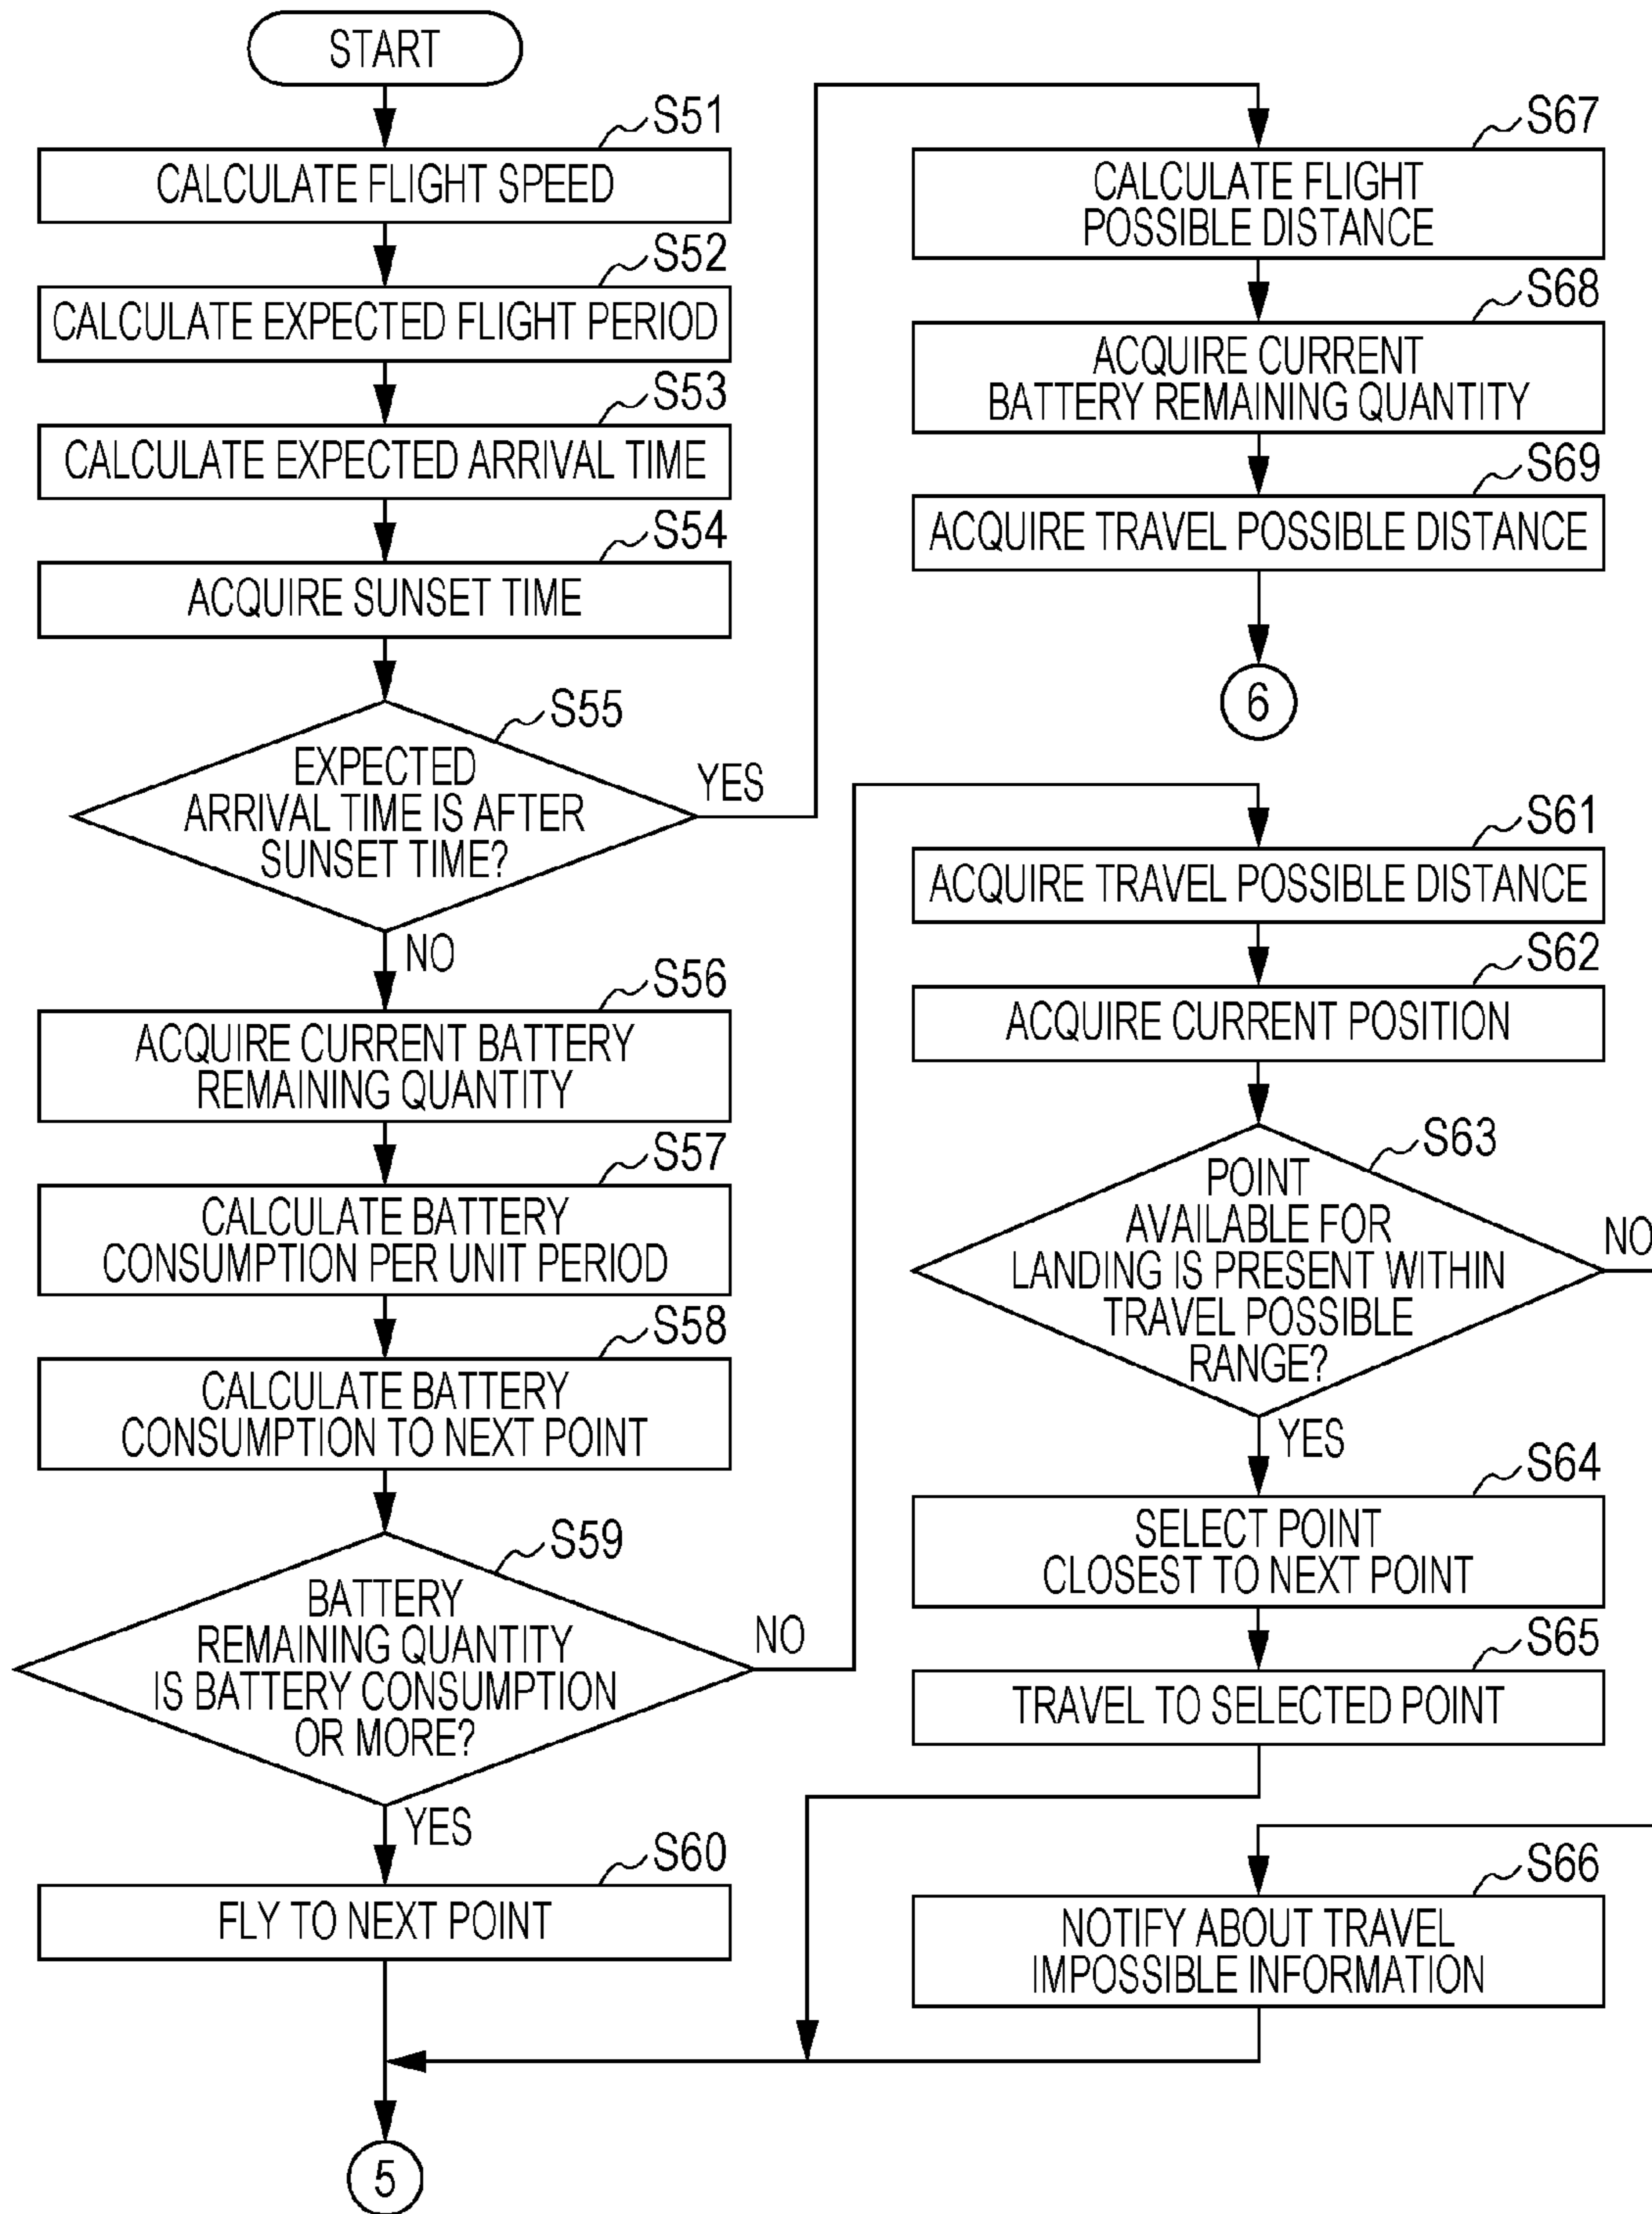 START
S51
CALCULATE FLIGHT SPEED
S52
CALCULATE EXPECTED FLIGHT PERIOD
S53
CALCULATE EXPECTED ARRIVAL TIME
S54
ACQUIRE SUNSET TIME
S55
EXPECTED
ARRIVAL TIME IS AFTER
SUNSET TIME?
YES
NO
S56
ACQUIRE CURRENT BATTERY
REMAINING QUANTITY
S57
CALCULATE BATTERY
CONSUMPTION PER UNIT PERIOD
S58
CALCULATE BATTERY
CONSUMPTION TO NEXT POINT
S59
BATTERY
REMAINING QUANTITY
IS BATTERY CONSUMPTION
OR MORE?
NO
YES
S60
FLY TO NEXT POINT
5
S67
CALCULATE FLIGHT
POSSIBLE DISTANCE
S68
ACQUIRE CURRENT
BATTERY REMAINING QUANTITY
S69
ACQUIRE TRAVEL POSSIBLE DISTANCE
6
S61
ACQUIRE TRAVEL POSSIBLE DISTANCE
S62
ACQUIRE CURRENT POSITION
S63
POINT
AVAILABLE FOR
LANDING IS PRESENT WITHIN
TRAVEL POSSIBLE
RANGE?
NO
YES
S64
SELECT POINT
CLOSEST TO NEXT POINT
S65
TRAVEL TO SELECTED POINT
S66
NOTIFY ABOUT TRAVEL
IMPOSSIBLE INFORMATION